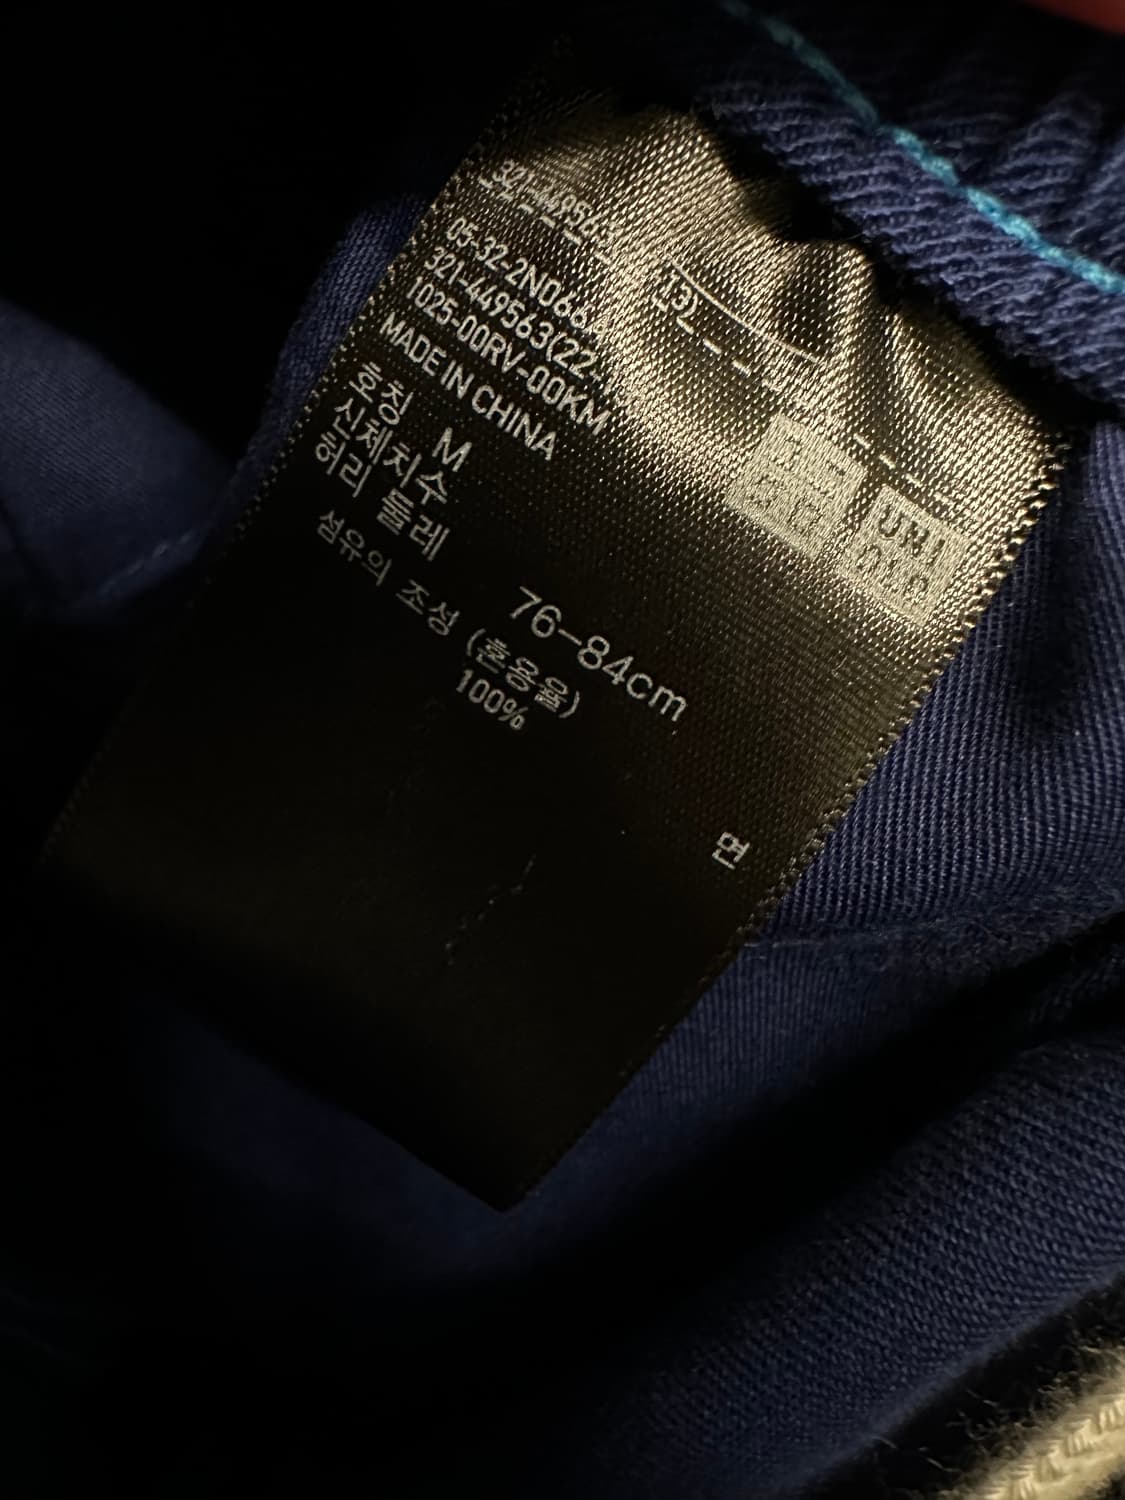 05-32-2N066
321-449563(22-
1025-00RV-00KM
MADE IN CHINA
호칭 M
신체치수
허리 둘레
76-84cm
섬유의 조성 (혼용율)
100%
면
UNI
QLO